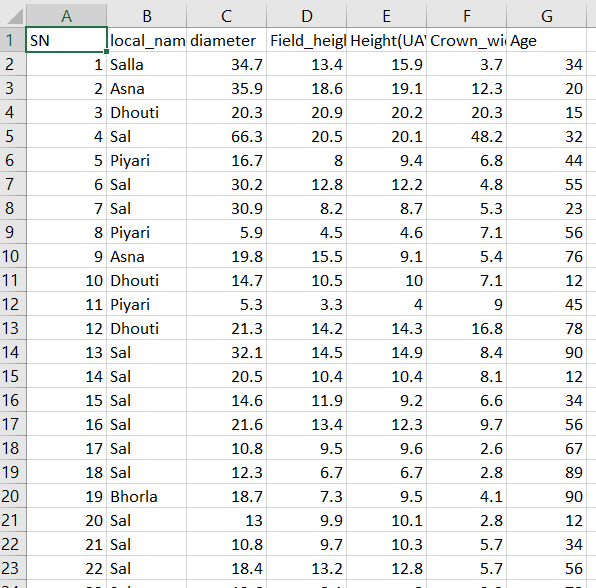 A B C D E F G
1 SN local_nam diameter Field_heigl Height(UA Crown_wi Age
2 1 Salla 34.7 13.4 15.9 3.7 34
3 2 Asna 35.9 18.6 19.1 12.3 20
4 3 Dhouti 20.3 20.9 20.2 20.3 15
5 4 Sal 66.3 20.5 20.1 48.2 32
6 5 Piyari 16.7 8 9.4 6.8 44
7 6 Sal 30.2 12.8 12.2 4.8 55
8 7 Sal 30.9 8.2 8.7 5.3 23
9 8 Piyari 5.9 4.5 4.6 7.1 56
10 9 Asna 19.8 15.5 9.1 5.4 76
11 10 Dhouti 14.7 10.5 10 7.1 12
12 11 Piyari 5.3 3.3 4 9 45
13 12 Dhouti 21.3 14.2 14.3 16.8 78
14 13 Sal 32.1 14.5 14.9 8.4 90
15 14 Sal 20.5 10.4 10.4 8.1 12
16 15 Sal 14.6 11.9 9.2 6.6 34
17 16 Sal 21.6 13.4 12.3 9.7 56
18 17 Sal 10.8 9.5 9.6 2.6 67
19 18 Sal 12.3 6.7 6.7 2.8 89
20 19 Bhorla 18.7 7.3 9.5 4.1 90
21 20 Sal 13 9.9 10.1 2.8 12
22 21 Sal 10.8 9.7 10.3 5.7 34
23 22 Sal 18.4 13.2 12.8 5.7 56